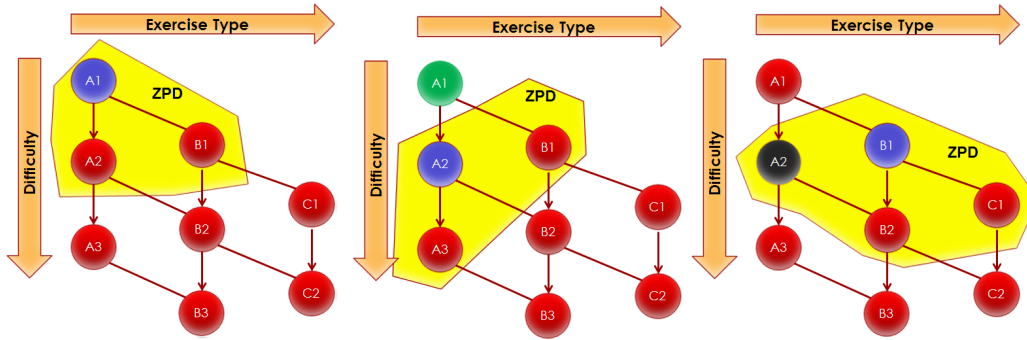 Exercise Type
Difficulty
ZPD
A1
A2
B1
C1
A3
B2
C2
B3
Exercise Type
Difficulty
ZPD
A1
A2
B1
C1
A3
B2
C2
B3
Exercise Type
Difficulty
ZPD
A1
A2
B1
C1
A3
B2
C2
B3